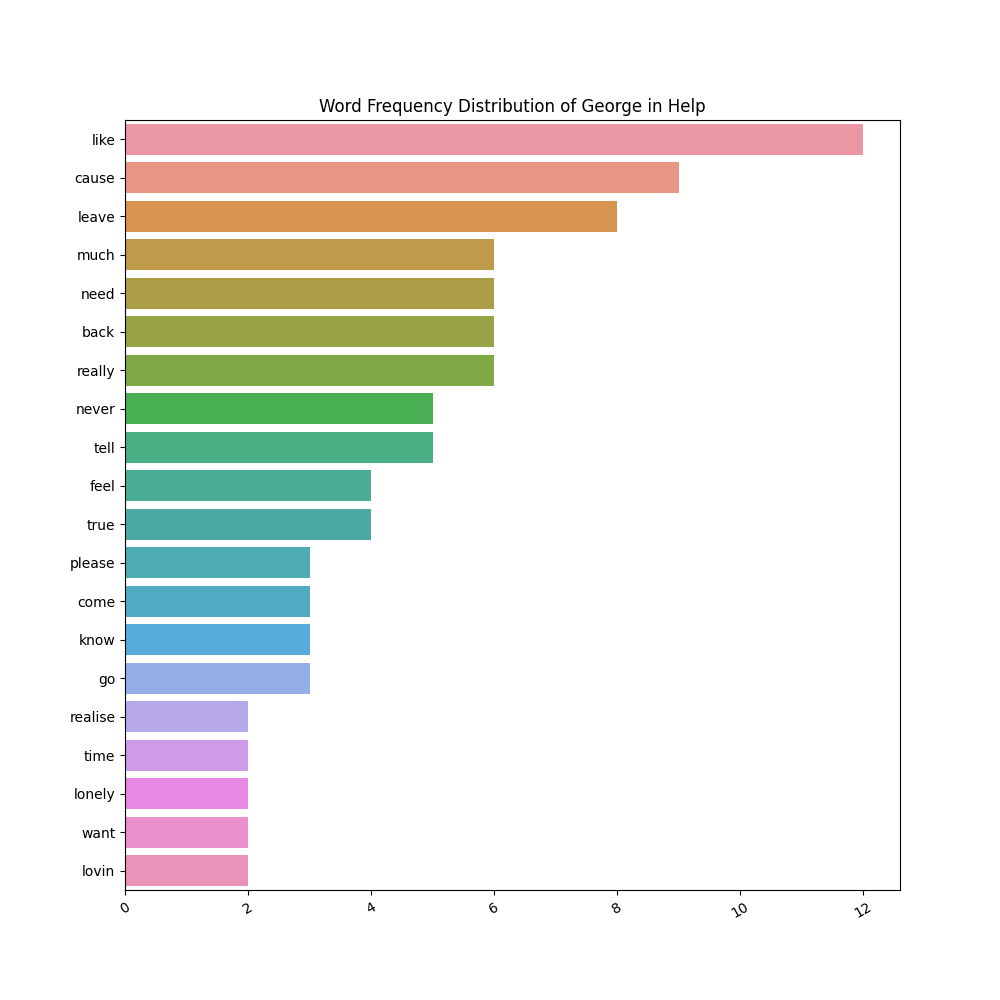 Word Frequency Distribution of George in Help
like
cause
leave
much
need
back
really
never
tell
feel
true
please
come
know
go
realise
time
lonely
want
lovin
0 2 4 6 8 10 12